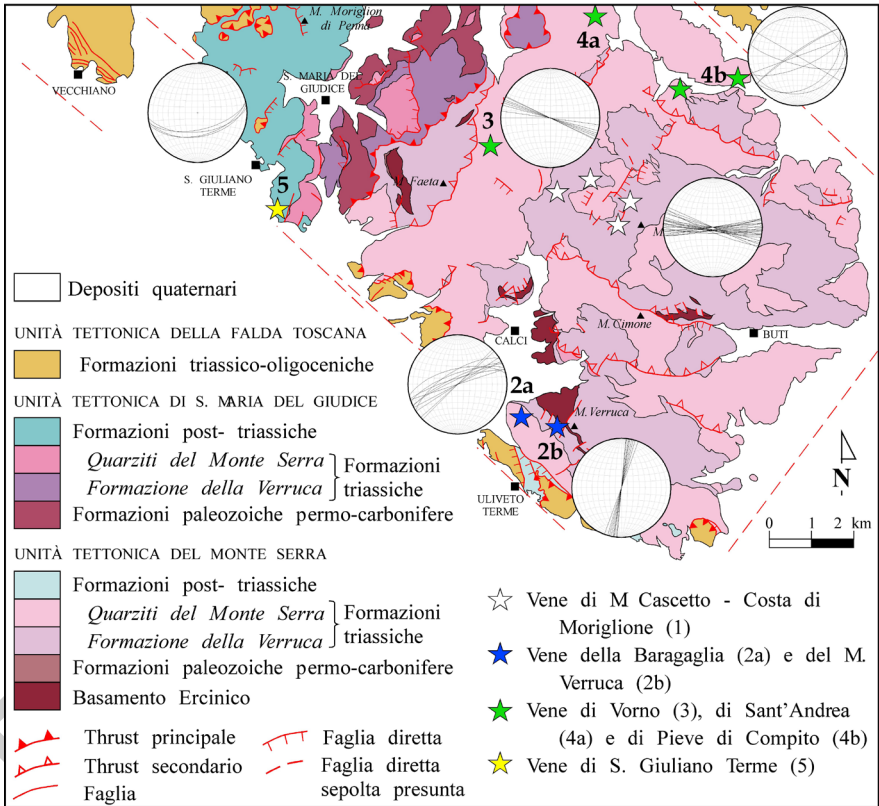 M. Moriglion
di Penna
4a
4b
VECCHIANO
S. MARIA DEL
GIUDICE
3
S. GIULIANO
TERME
5
M. Faeta
M.
Depositi quaternari
UNITÀ TETTONICA DELLA FALDA TOSCANA
Formazioni triassico-oligoceniche
UNITÀ TETTONICA DI S. MARIA DEL GIUDICE
Formazioni post- triassiche
Quarziti del Monte Serra
Formazione della Verruca
Formazioni
triassiche
Formazioni paleozoiche permo-carbonifere
UNITÀ TETTONICA DEL MONTE SERRA
Formazioni post- triassiche
Quarziti del Monte Serra
Formazione della Verruca
Formazioni
triassiche
Formazioni paleozoiche permo-carbonifere
Basamento Ercinico
Thrust principale
Thrust secondario
Faglia
Faglia diretta
Faglia diretta
sepolta presunta
CALCI
M. Cimone
BUTI
2a
M. Verruca
2b
ULIVETO
TERME
N
0 1 2 km
Vene di M Cascetto - Costa di
Moriglione (1)
Vene della Baragaglia (2a) e del M.
Verruca (2b)
Vene di Vorno (3), di Sant'Andrea
(4a) e di Pieve di Compito (4b)
Vene di S. Giuliano Terme (5)